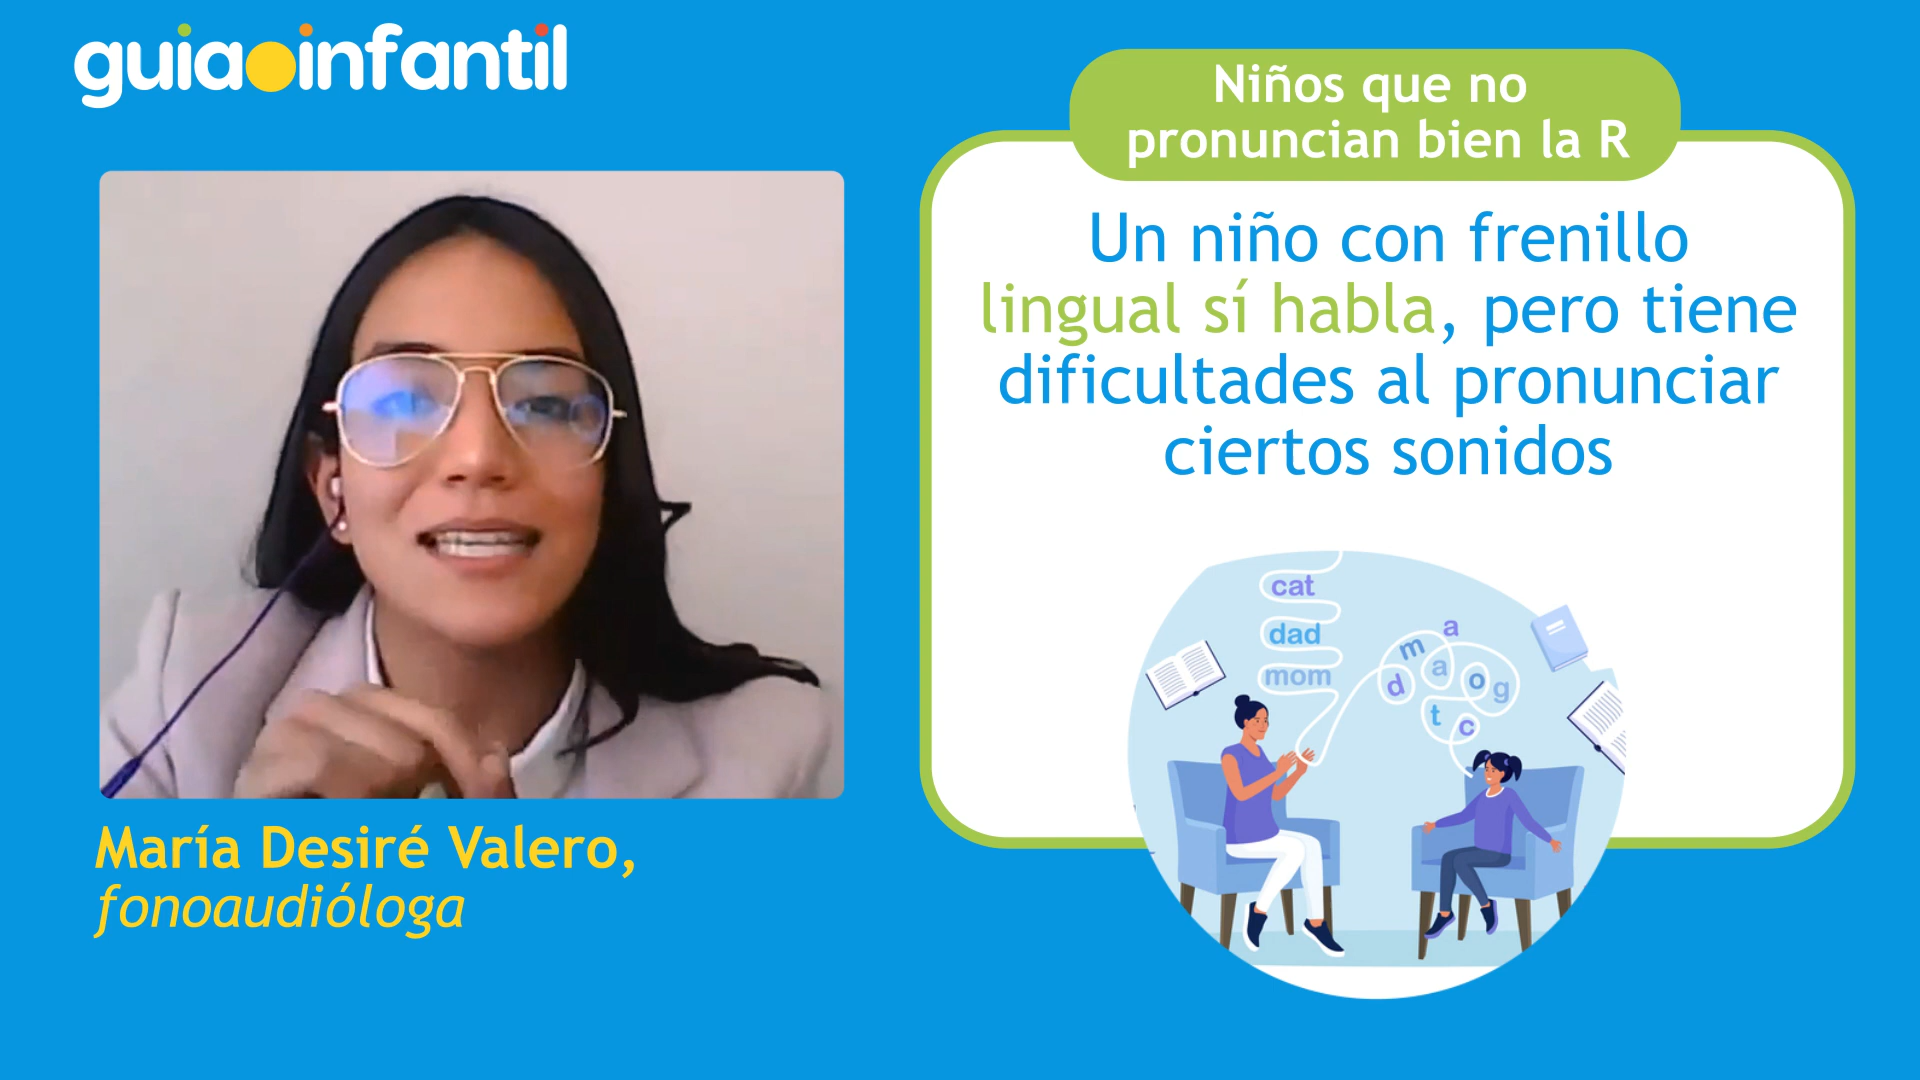 guiainfantil
Niños que no
pronuncian bien la R
Un niño con frenillo
lingual sí habla, pero tiene
dificultades al pronunciar
ciertos sonidos
cat
dad
mom
d m a a o g t c
María Desiré Valero,
fonoaudióloga